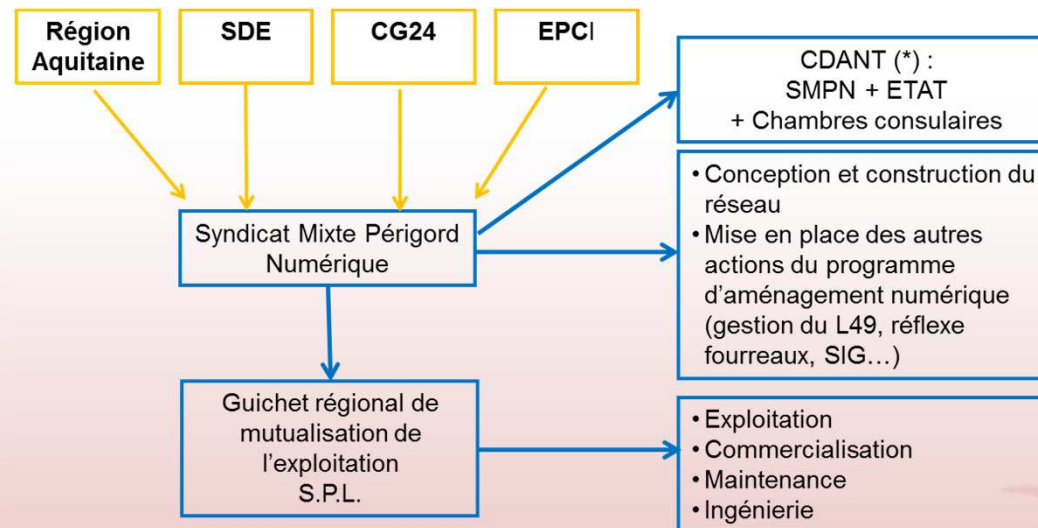 Région
Aquitaine
SDE
CG24
EPCI
CDANT (*) :
SMPN + ETAT
+ Chambres consulaires
Syndicat Mixte Périgord
Numérique
• Conception et construction du
réseau
• Mise en place des autres
actions du programme
d’aménagement numérique
(gestion du L49, réflexe
fourreaux, SIG…)
Guichet régional de
mutualisation de
l’exploitation
S.P.L.
• Exploitation
• Commercialisation
• Maintenance
• Ingénierie